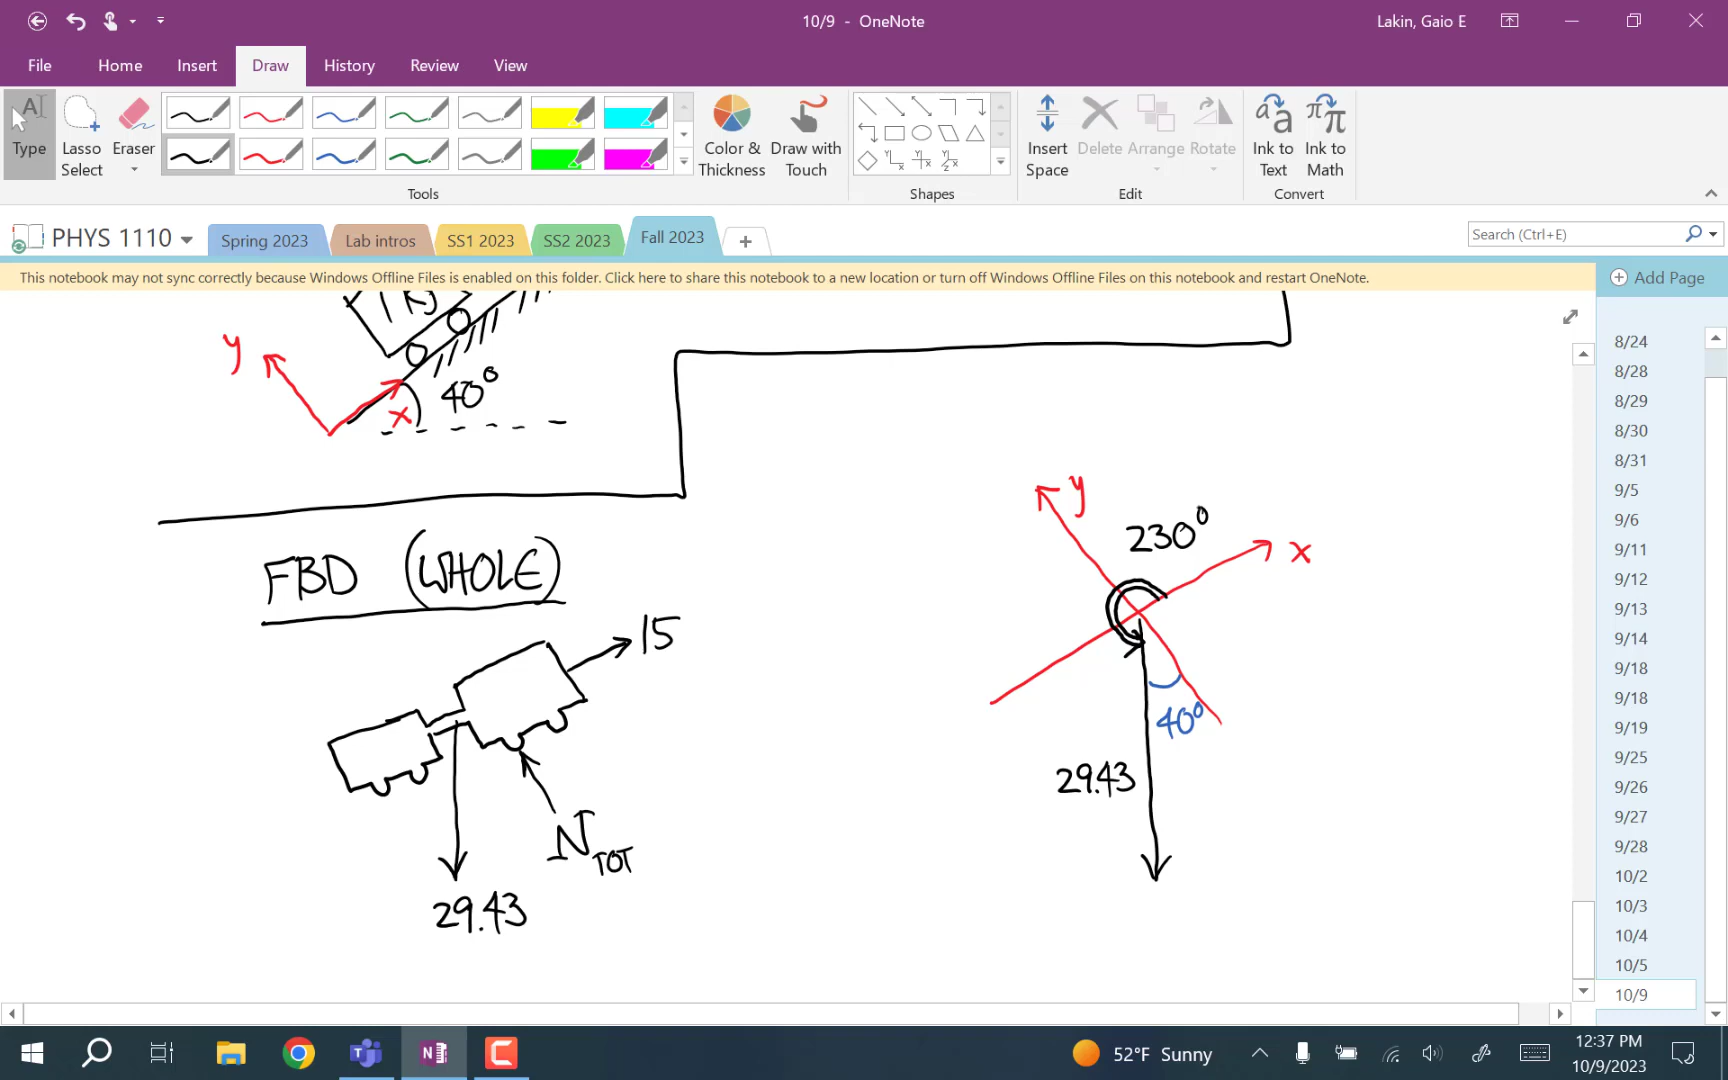 10/9 - OneNote
Lakin, Gaio E
File
Home
Insert
Draw
History
Review
View
Type
Lasso
Select
Eraser
Color &
Thickness
Draw with
Touch
Insert
Space
Delete
Arrange
Rotate
Ink to
Text
Ink to
Math
Tools
Shapes
Edit
Convert
PHYS 1110
Spring 2023
Lab intros
SS1 2023
SS2 2023
Fall 2023
Search (Ctrl+E)
This notebook may not sync correctly because Windows Offline Files is enabled on this folder. Click here to share this notebook to a new location or turn off Windows Offline Files on this notebook and restart OneNote.
Add Page
y
x
40°
FBD (WHOLE)
15
N TOT
29.43
y
230°
x
40°
29.43
8/24
8/28
8/29
8/30
8/31
9/5
9/6
9/11
9/12
9/13
9/14
9/18
9/18
9/19
9/25
9/26
9/27
9/28
10/2
10/3
10/4
10/5
10/9
52°F Sunny
12:37 PM
10/9/2023